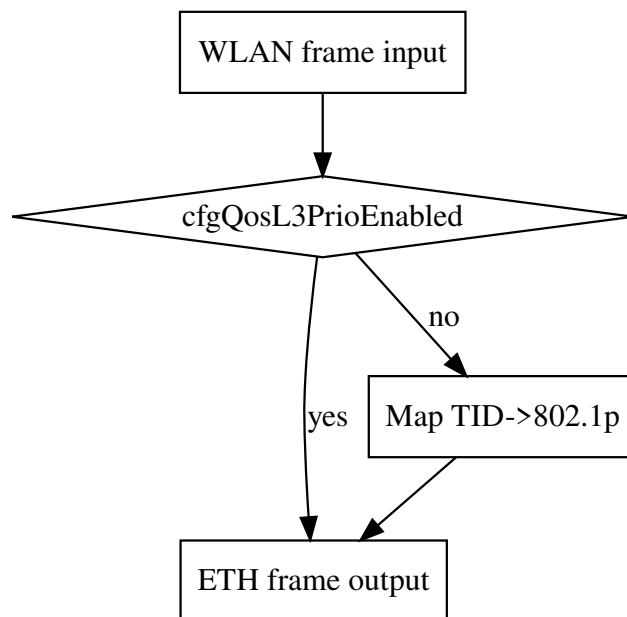 WLAN frame input
cfgQosL3PrioEnabled
no
yes
Map TID->802.1p
ETH frame output